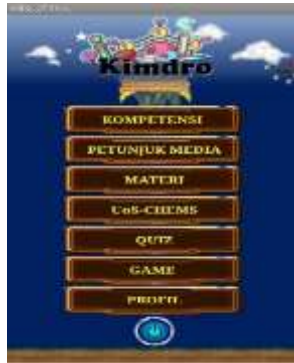 Kimdro
KOMPETENSI
PETUNJUK MEDIA
MATERI
UoS-CHEMS
QUIZ
GAME
PROFIL